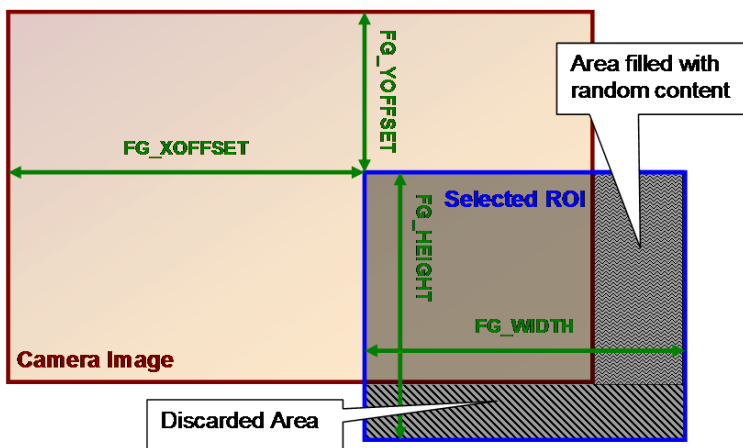 FG_YOFFSET
Area filled with
random content
FG_XOFFSET
Selected ROI
FG_HEIGHT
FG_WIDTH
Camera Image
Discarded Area